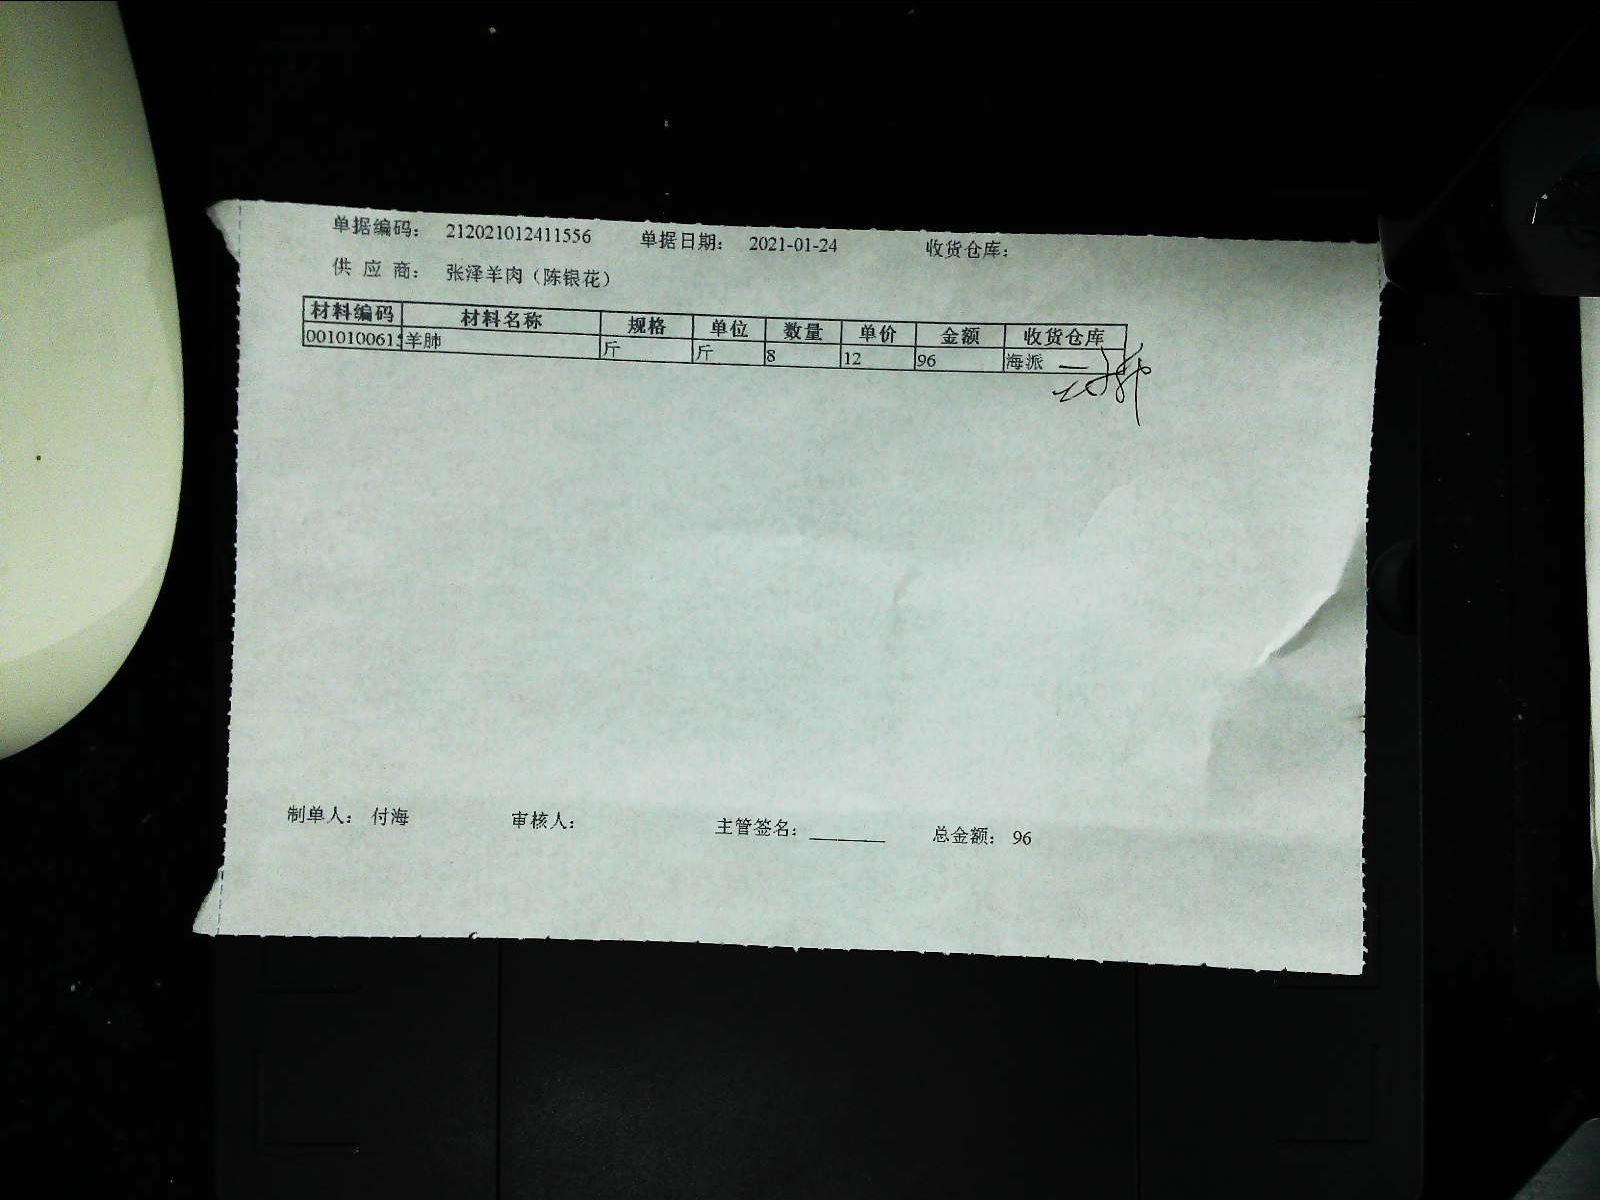 单据编码： 212021012411556 单据日期： 2021-01-24 收货仓库：
供 应 商： 张泽羊肉（陈银花）
材料编码 材料名称 规格 单位 数量 单价 金额 收货仓库
001010061 羊肺 斤 斤 8 12 96 海派
制单人： 付海 审核人： 主管签名：_______ 总金额： 96